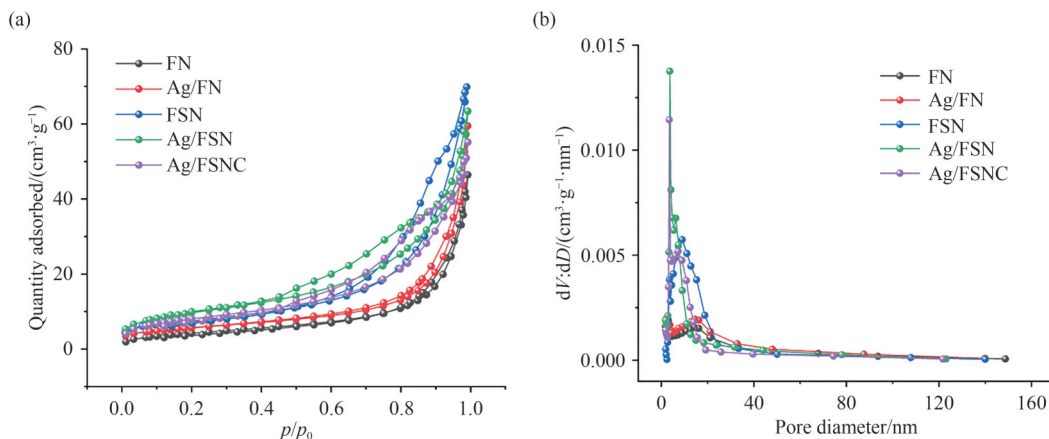 (a)
80
60
40
20
0
Quantity adsorbed/(cm³·g⁻¹)
FN
Ag/FN
FSN
Ag/FSN
Ag/FSNC
0.0 0.2 0.4 0.6 0.8 1.0
p/p₀
(b)
0.015
0.010
0.005
0.000
dV·dD/(cm³·g⁻¹·nm⁻¹)
FN
Ag/FN
FSN
Ag/FSN
Ag/FSNC
0 40 80 120 160
Pore diameter/nm